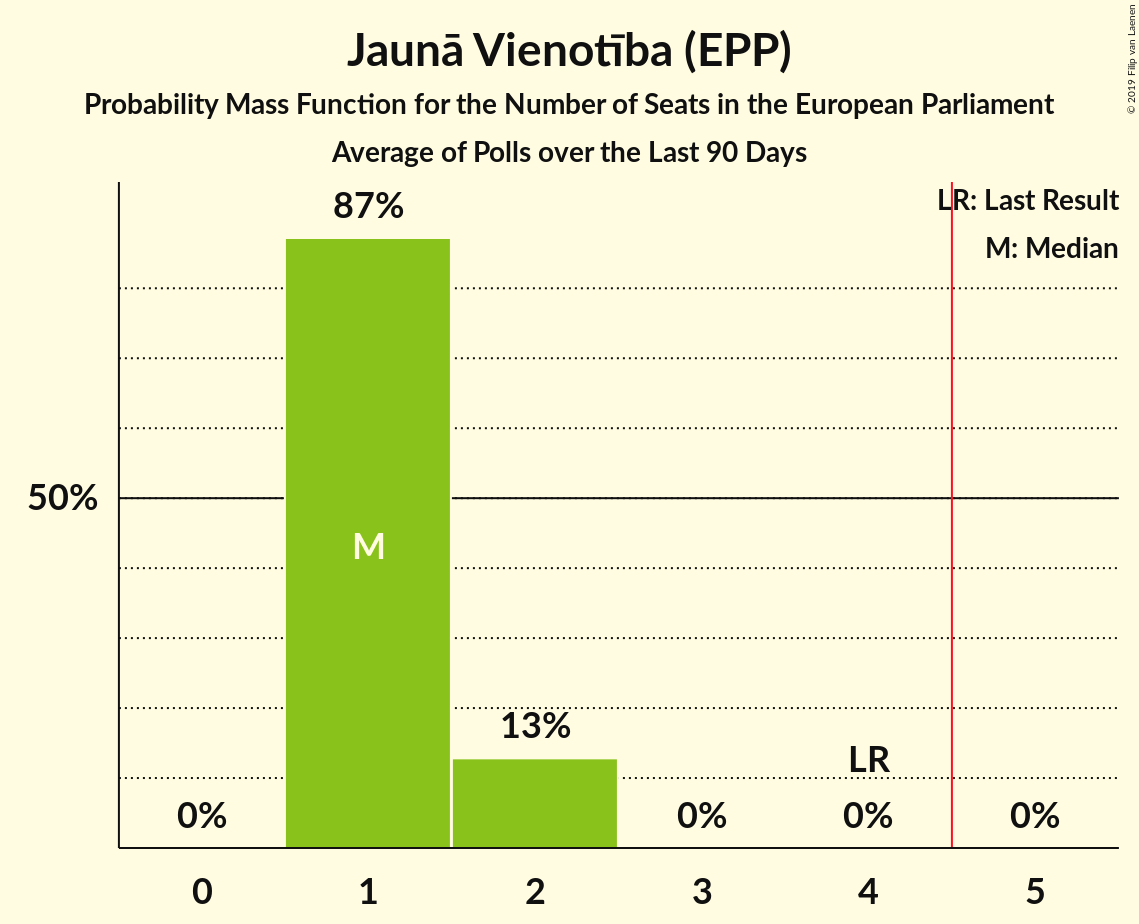 Jaunā Vienotība (EPP)
Probability Mass Function for the Number of Seats in the European Parliament
Average of Polls over the Last 90 Days
© 2019 Filip van Laenen
LR: Last Result
M: Median
87%
50%
M
13%
LR
0%
0%
0%
0%
0 1 2 3 4 5